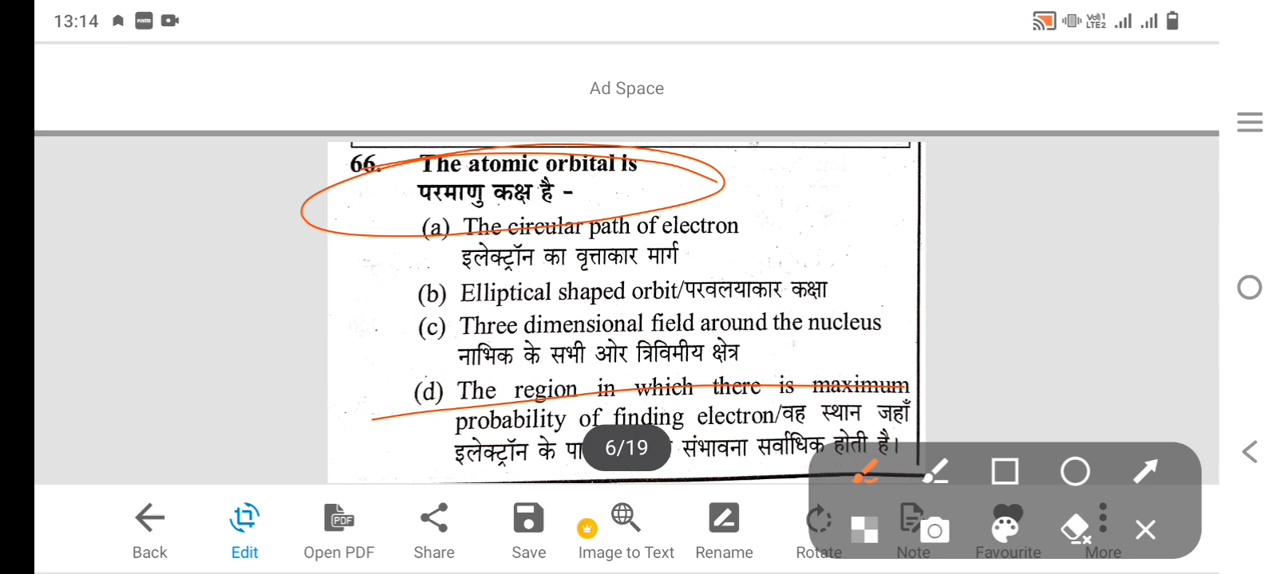 13:14
Vo1) LTE2
Ad Space
66. The atomic orbital is
परमाणु कक्ष है -
(a) The circular path of electron
इलेक्ट्रॉन का वृत्ताकार मार्ग
(b) Elliptical shaped orbit/परवलयाकार कक्षा
(c) Three dimensional field around the nucleus
नाभिक के सभी ओर त्रिविमीय क्षेत्र
(d) The region in which there is maximum
probability of finding electron/वह स्थान जहाँ
इलेक्ट्रॉन के पा संभावना सर्वाधिक होती है।
6/19
Back Edit Open PDF Share Save Image to Text Rename Rotate Note Favourite More